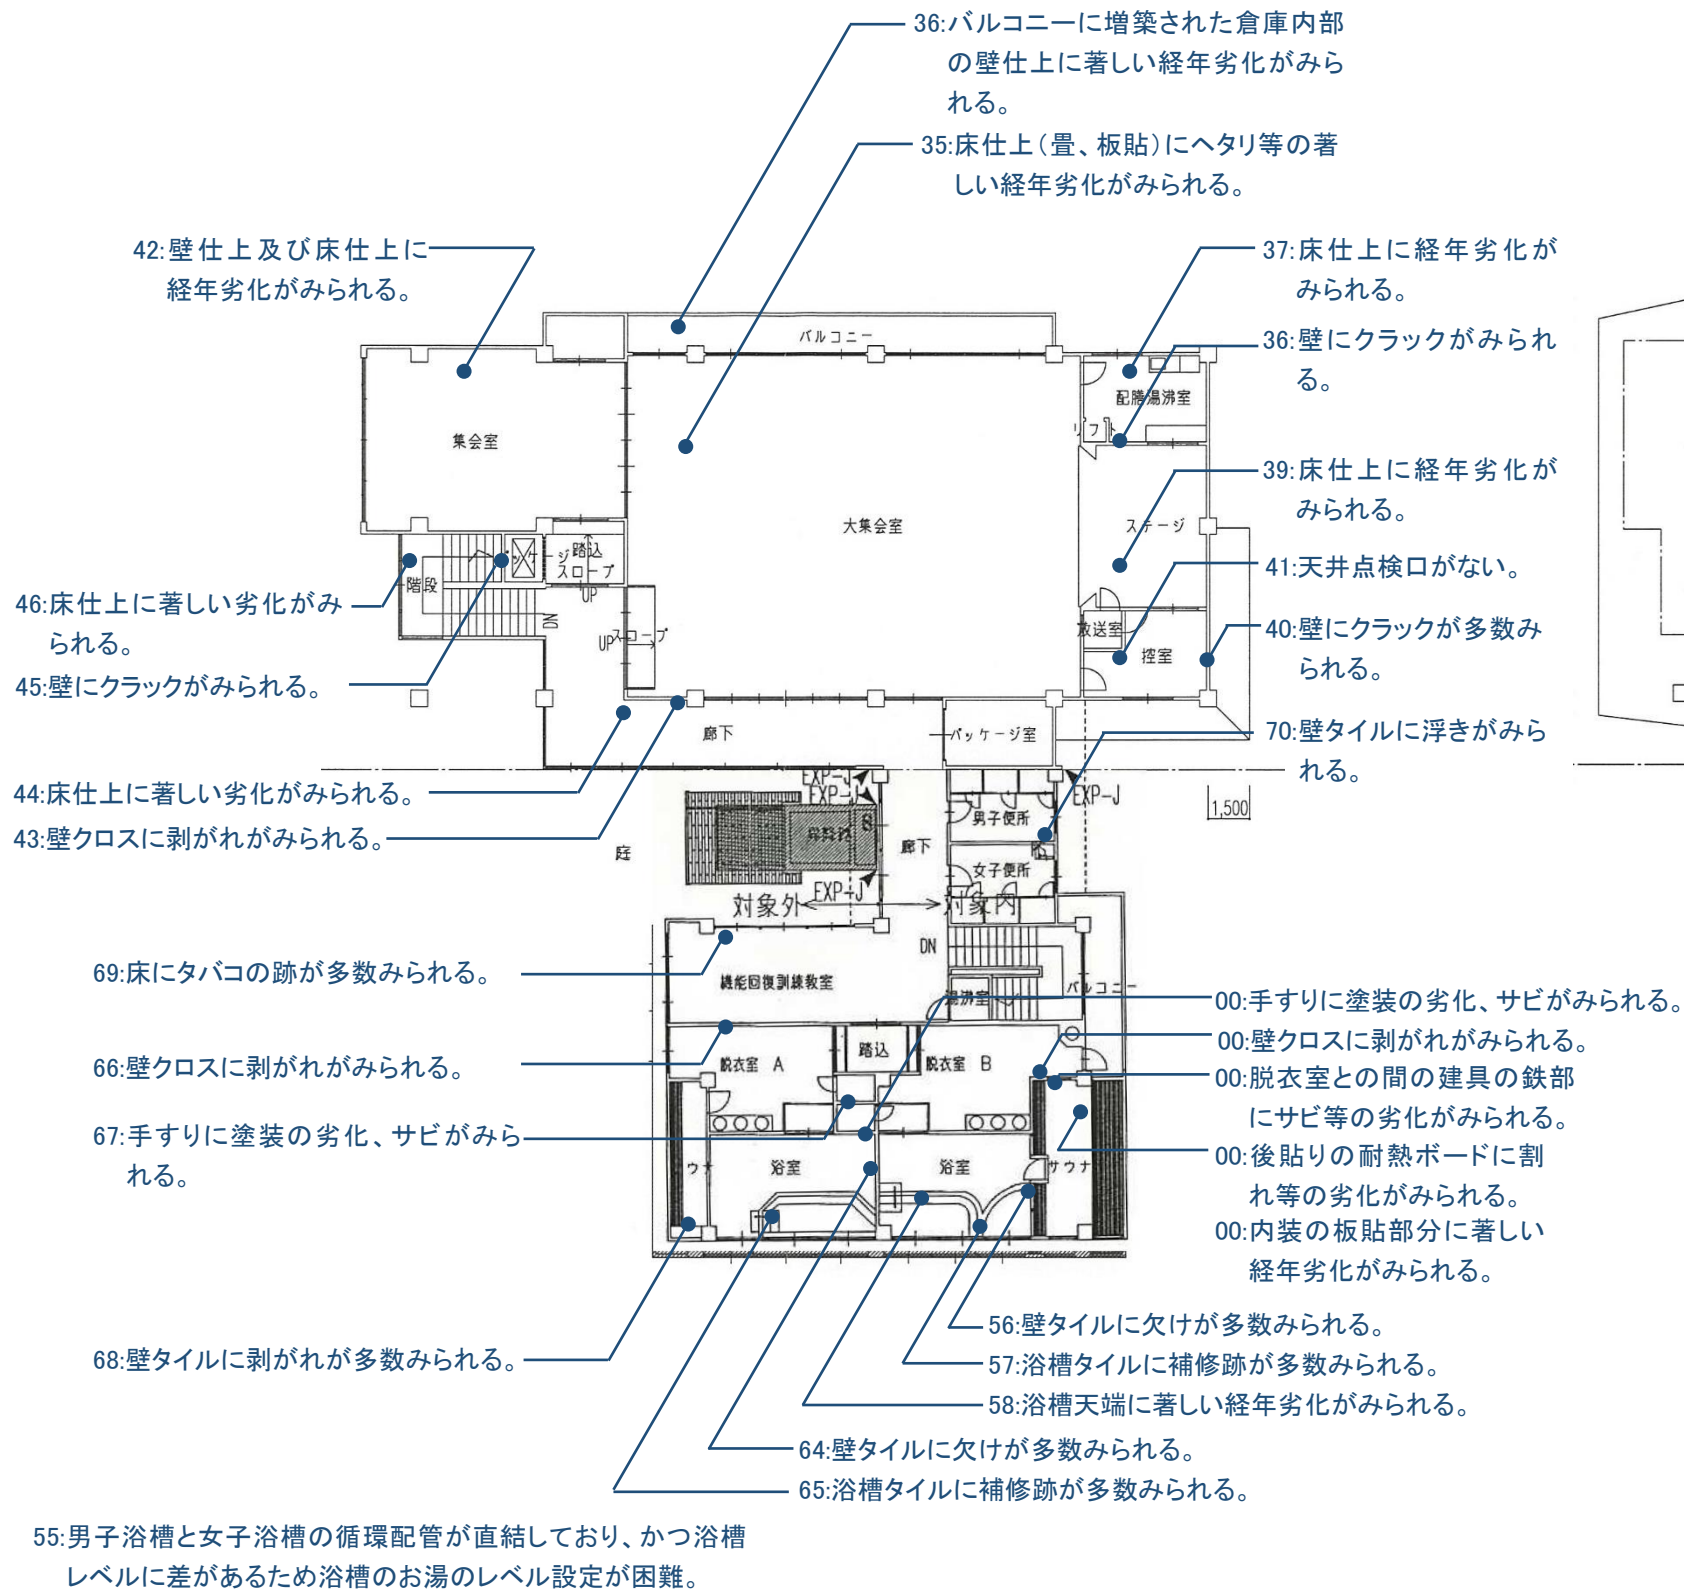 36:バルコニーに増築された倉庫内部
の壁仕上に著しい経年劣化がみら
れる。
35:床仕上（畳、板貼）にヘタリ等の著
しい経年劣化がみられる。
42:壁仕上及び床仕上に
経年劣化がみられる。
37:床仕上に経年劣化が
みられる。
36:壁にクラックがみられ
る。
39:床仕上に経年劣化が
みられる。
41:天井点検口がない。
40:壁にクラックが多数み
られる。
70:壁タイルに浮きがみら
れる。
バルコニー
配膳湯沸室
リフト
集会室
大集会室
ステージ
パッケージ
踏込
スロープ
階段
UP
DN
UP
スロープ
放送室
控室
46:床仕上に著しい劣化がみ
られる。
45:壁にクラックがみられる。
廊下
パッケージ室
44:床仕上に著しい劣化がみられる。
43:壁クロスに剥がれがみられる。
EXP-J
EXP-J
EXP-J
1,500
男子便所
庭
廊下
女子便所
EXP-J
対象外
対象内
DN
69:床にタバコの跡が多数みられる。
機能回復訓練教室
湯沸室
バルコニー
00:手すりに塗装の劣化、サビがみられる。
00:壁クロスに剥がれがみられる。
00:脱衣室との間の建具の鉄部
にサビ等の劣化がみられる。
00:後貼りの耐熱ボードに割
れ等の劣化がみられる。
00:内装の板貼部分に著しい
経年劣化がみられる。
66:壁クロスに剥がれがみられる。
脱衣室 A
踏込
脱衣室 B
67:手すりに塗装の劣化、サビがみら
れる。
ウナ
浴室
浴室
サウナ
68:壁タイルに剥がれが多数みられる。
56:壁タイルに欠けが多数みられる。
57:浴槽タイルに補修跡が多数みられる。
58:浴槽天端に著しい経年劣化がみられる。
64:壁タイルに欠けが多数みられる。
65:浴槽タイルに補修跡が多数みられる。
55:男子浴槽と女子浴槽の循環配管が直結しており、かつ浴槽
レベルに差があるため浴槽のお湯のレベル設定が困難。